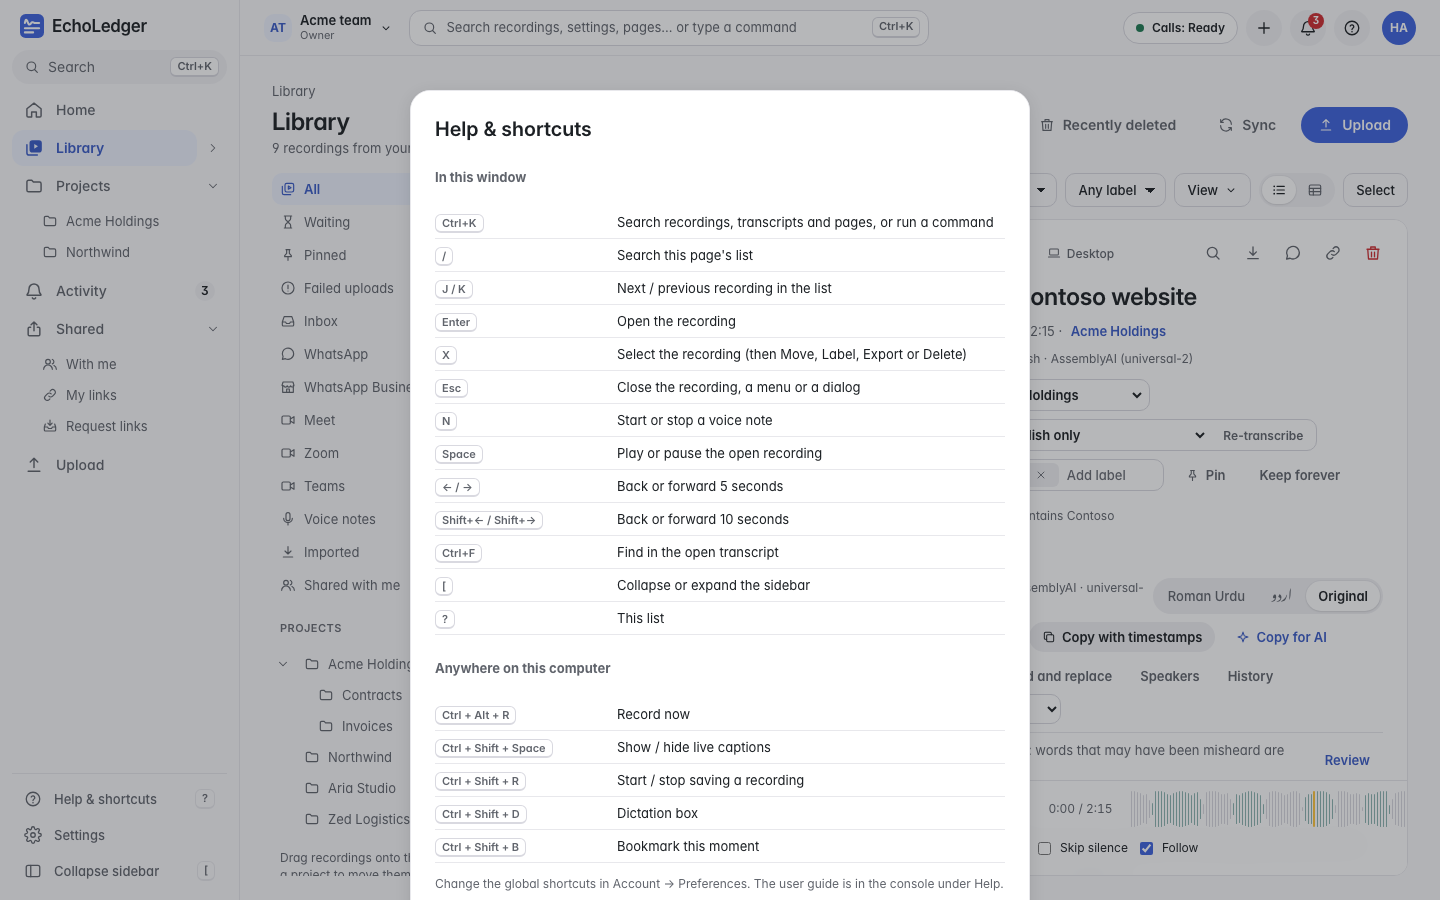 EchoLedger
Search Ctrl+K
Home
Library
Projects
Acme Holdings
Northwind
Activity 3
Shared
With me
My links
Request links
Upload
Help & shortcuts ?
Settings
Collapse sidebar [
AT Acme team
Owner
Search recordings, settings, pages... or type a command Ctrl+K
Calls: Ready
3
HA
Library
Library
9 recordings from your
Recently deleted Sync Upload
All
Waiting
Pinned
Failed uploads
Inbox
WhatsApp
WhatsApp Busine
Meet
Zoom
Teams
Voice notes
Imported
Shared with me
PROJECTS
Acme Holding
Contracts
Invoices
Northwind
Aria Studio
Zed Logistics
Drag recordings onto th
a project to move them
Help & shortcuts
In this window
Ctrl+K Search recordings, transcripts and pages, or run a command
/ Search this page's list
J / K Next / previous recording in the list
Enter Open the recording
X Select the recording (then Move, Label, Export or Delete)
Esc Close the recording, a menu or a dialog
N Start or stop a voice note
Space Play or pause the open recording
← / → Back or forward 5 seconds
Shift+← / Shift+→ Back or forward 10 seconds
Ctrl+F Find in the open transcript
[ Collapse or expand the sidebar
? This list
Anywhere on this computer
Ctrl + Alt + R Record now
Ctrl + Shift + Space Show / hide live captions
Ctrl + Shift + R Start / stop saving a recording
Ctrl + Shift + D Dictation box
Ctrl + Shift + B Bookmark this moment
Change the global shortcuts in Account → Preferences. The user guide is in the console under Help.
Any label View Select
Desktop
ontoso website
2:15 · Acme Holdings
sh · AssemblyAI (universal-2)
oldings
lish only Re-transcribe
× Add label Pin Keep forever
ntains Contoso
emblyAI · universal-
Roman Urdu اردو Original
Copy with timestamps Copy for AI
d and replace Speakers History
words that may have been misheard are
Review
0:00 / 2:15
Skip silence Follow